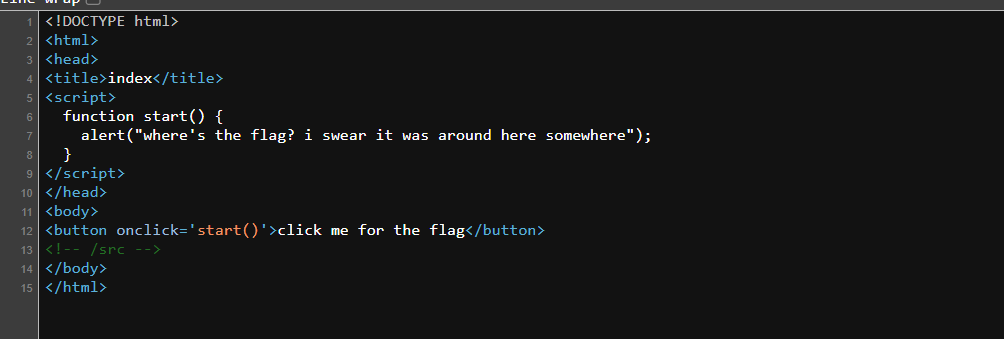 Line wrap
1 <!DOCTYPE html>
2 <html>
3 <head>
4 <title>index</title>
5 <script>
6   function start() {
7     alert("where's the flag? i swear it was around here somewhere");
8   }
9 </script>
10 </head>
11 <body>
12 <button onclick='start()'>click me for the flag</button>
13 <!-- /src -->
14 </body>
15 </html>